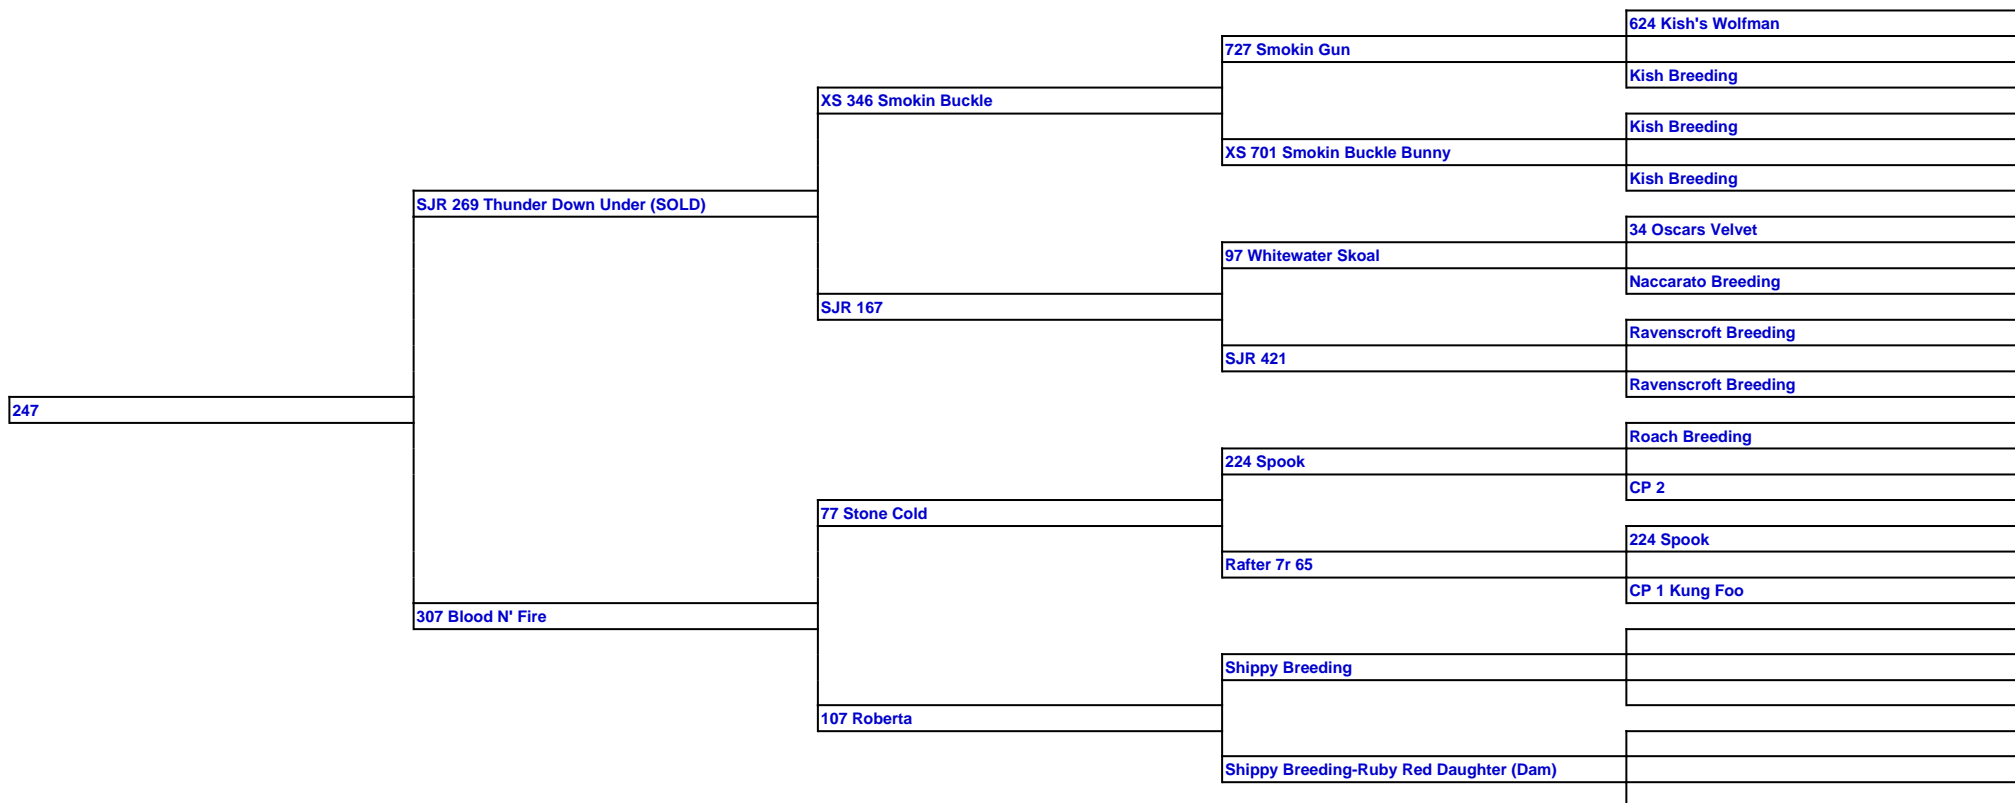 624 Kish's Wolfman
727 Smokin Gun
Kish Breeding
XS 346 Smokin Buckle
Kish Breeding
XS 701 Smokin Buckle Bunny
Kish Breeding
SJR 269 Thunder Down Under (SOLD)
34 Oscars Velvet
97 Whitewater Skoal
Naccarato Breeding
SJR 167
Ravenscroft Breeding
SJR 421
Ravenscroft Breeding
247
Roach Breeding
224 Spook
CP 2
77 Stone Cold
224 Spook
Rafter 7r 65
CP 1 Kung Foo
307 Blood N' Fire
Shippy Breeding
107 Roberta
Shippy Breeding-Ruby Red Daughter (Dam)